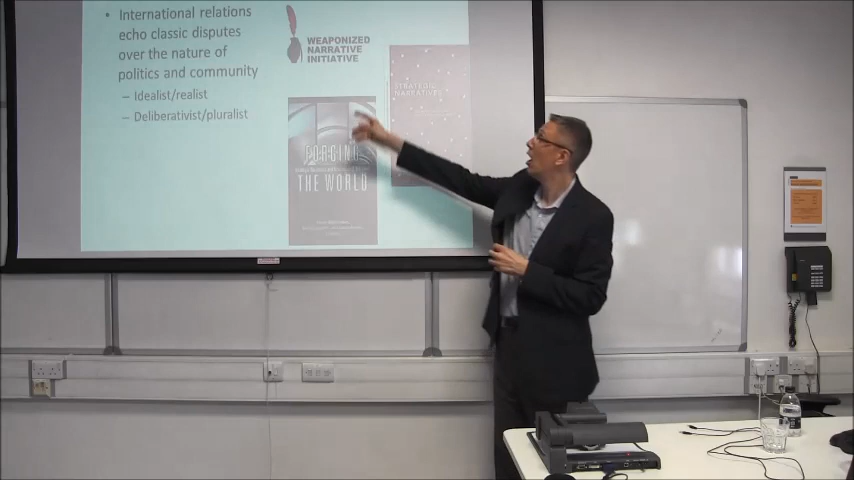 • International relations
echo classic disputes
over the nature of
politics and community
– Idealist/realist
– Deliberativist/pluralist
WEAPONIZED
NARRATIVE
INITIATIVE
STRATEGIC
NARRATIVES
FORGING
THE WORLD